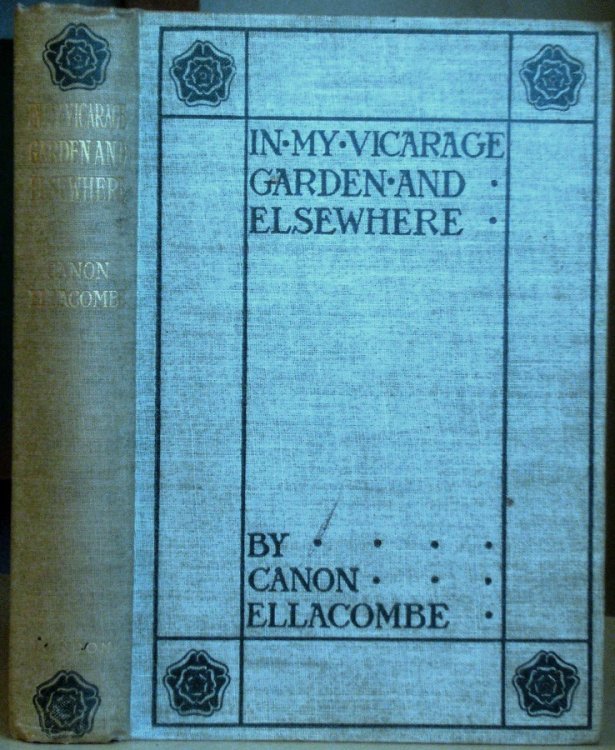 IN MY VICARAGE
GARDEN AND
ELSEWHERE
CANON
ELLACOMBE
IN·MY·VICARAGE
GARDEN·AND ·
ELSEWHERE ·
BY · · · ·
CANON · · ·
ELLACOMBE ·